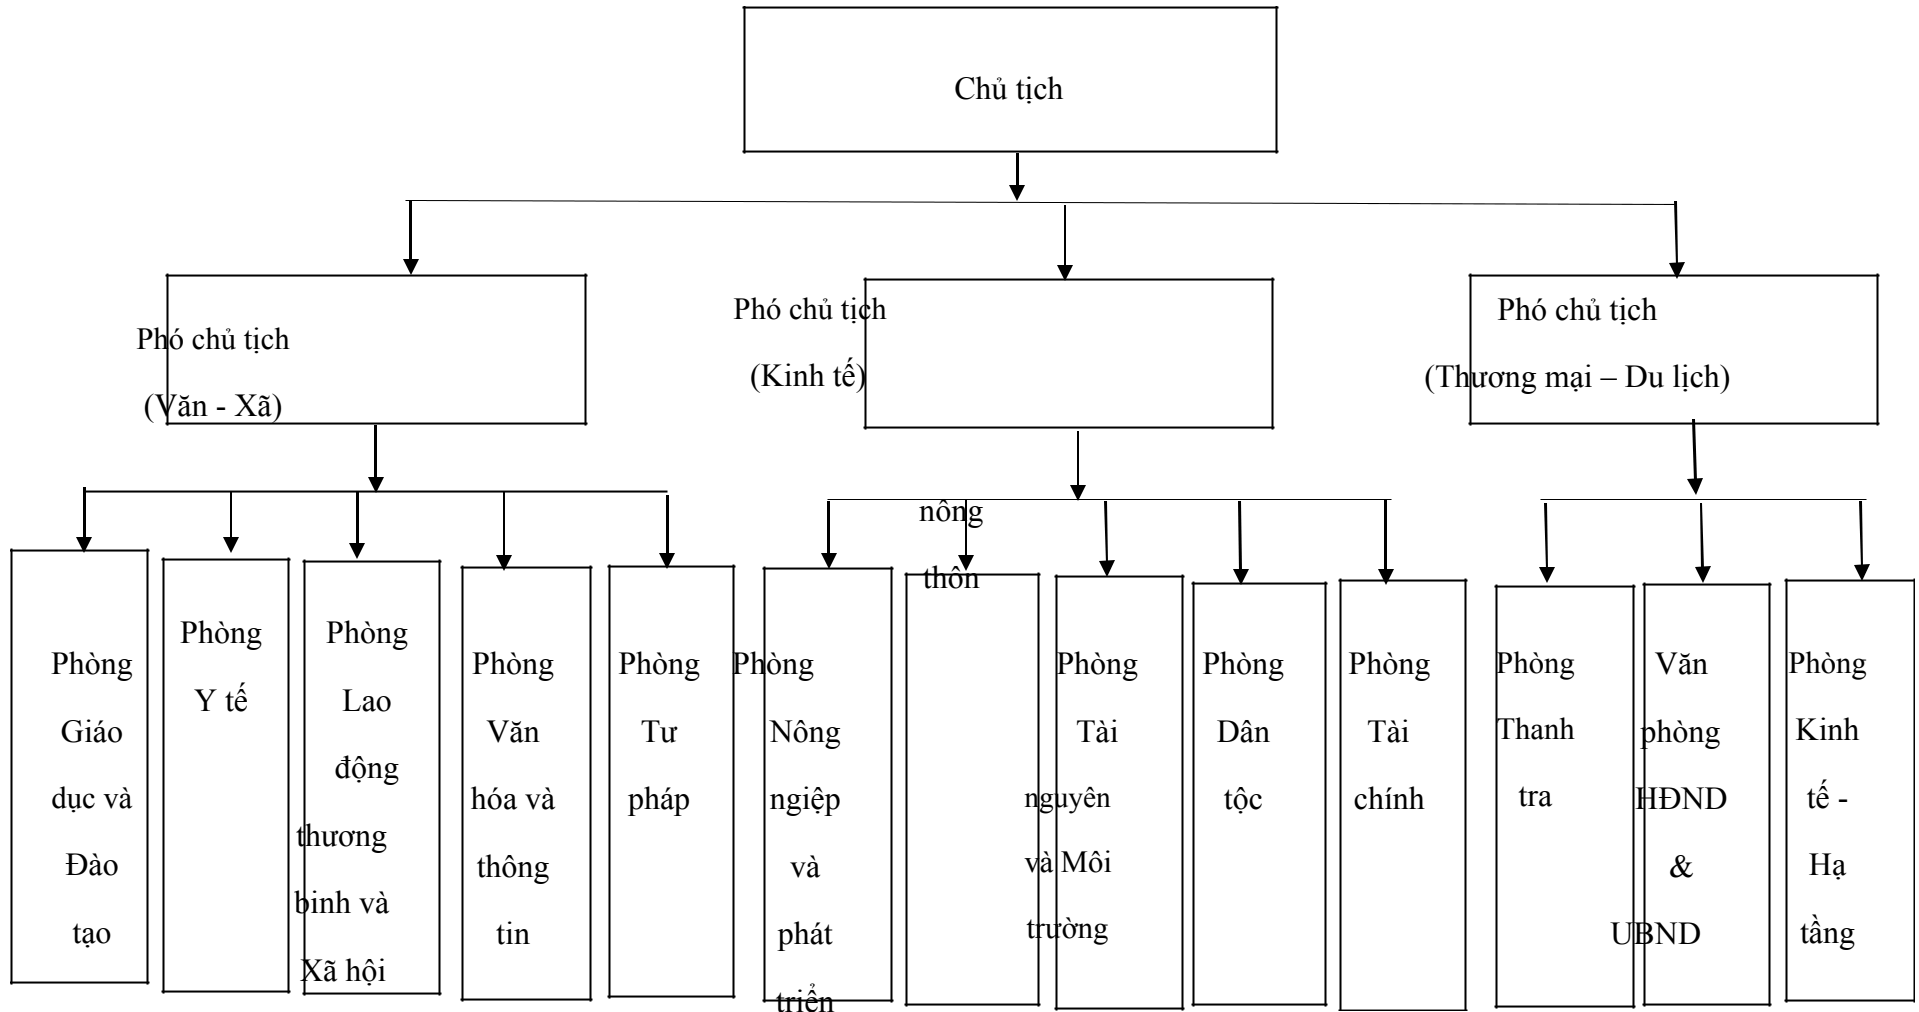 Chủ tịch
Phó chủ tịch
(Văn - Xã)
Phó chủ tịch
(Kinh tế)
Phó chủ tịch
(Thương mại – Du lịch)
Phòng
Giáo
dục và
Đào
tạo
Phòng
Y tế
Phòng
Lao
động
thương
binh và
Xã hội
Phòng
Văn
hóa và
thông
tin
Phòng
Tư
pháp
Phòng
Nông
ngiệp
và
phát
triển
nông
thôn
Phòng
Tài
nguyên
và Môi
trường
Phòng
Dân
tộc
Phòng
Tài
chính
Phòng
Thanh
tra
Văn
phòng
HĐND
&
UBND
Phòng
Kinh
tế -
Hạ
tầng